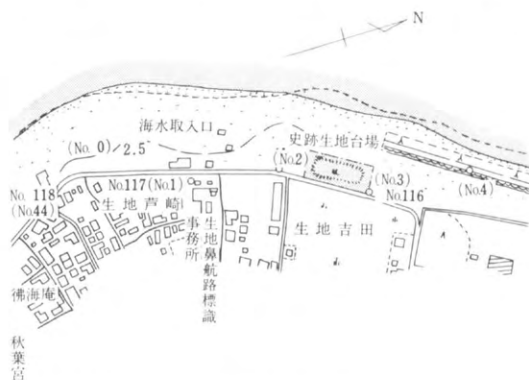 N
海水取入口
史跡生地台場
(No. 0)/2.5
(No.2)
(No.3)
No.116
(No.4)
No. 118
(No.44)
No.117(No.1)
生地芦崎
生地鼻航路標識
事務所
生地吉田
彿海庵
秋葉宮